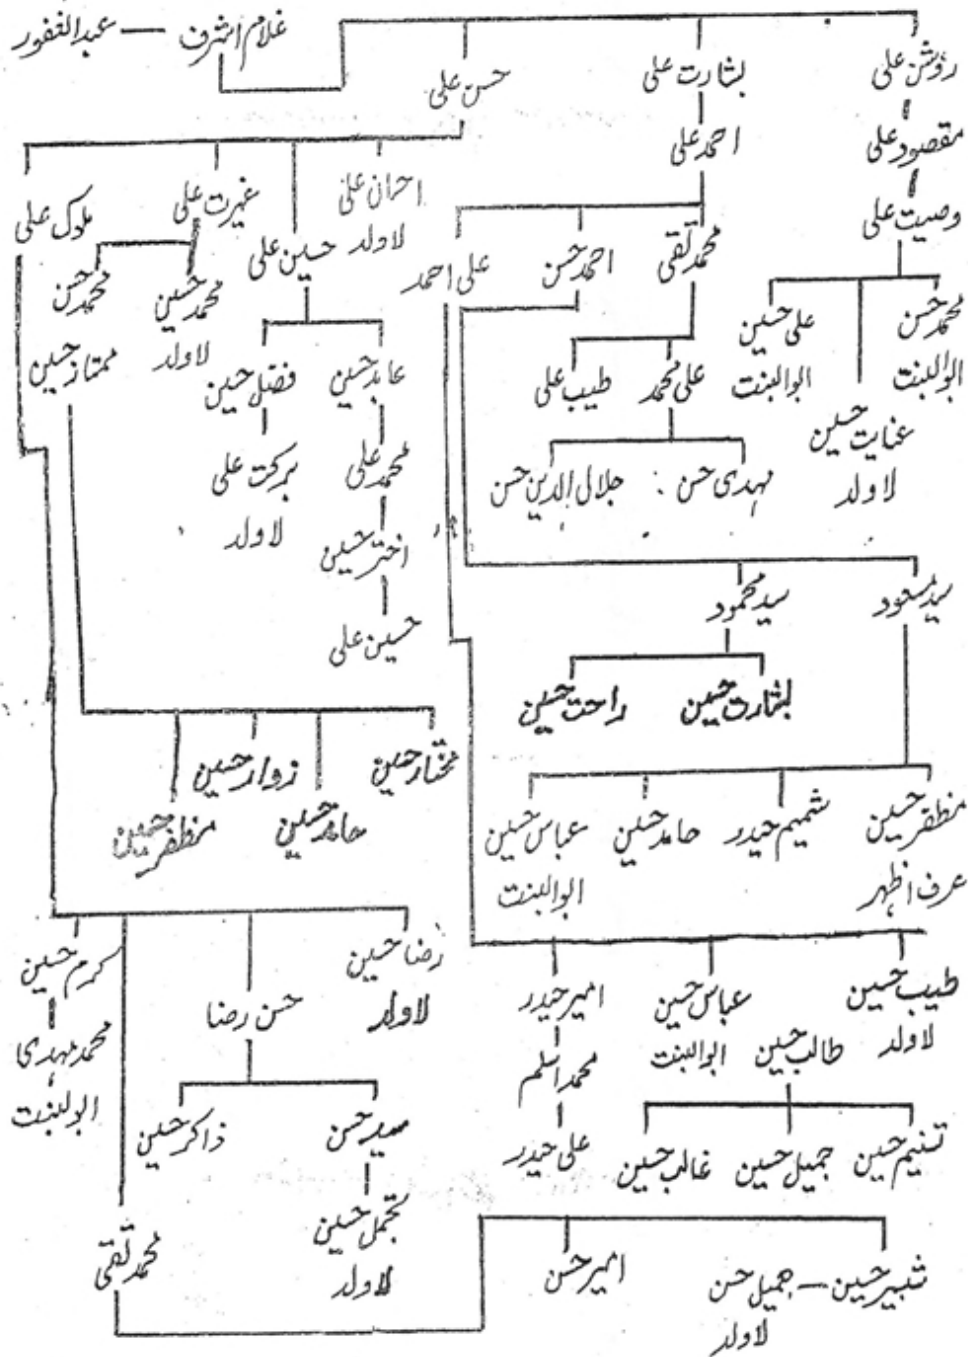 غلام اشرف — عبدالغفور
روشن علی
بشارت علی
حسن علی
مقصود علی
احمد علی
وصیت علی
احسان علی
لاولد
غیرت علی
ملوک علی
حسین علی
محمد تقی
احمد حسن
علی احمد
محمد حسن
ابوالبنت
علی حسین
ابوالبنت
عنایت حسین
لاولد
محمد حسین
لاولد
محمد حسن
ممتاز حسین
عابد حسین
فضل حسین
علی محمد
طیب علی
محمد علی
برکت علی
لاولد
مہدی حسن
جلال الدین حسن
اختر حسین
حسین علی
سید مسعود
سید محمود
بشارت حسین
راحت حسین
مختار حسین
حامد حسین
زوار حسین
مظفر حسین
مظفر حسین
عرف اظہر
شمیم حیدر
حامد حسین
عباس حسین
ابوالبنت
رضا حسین
لاولد
حسن رضا
کرم حسین
محمد مہدی
ابوالبنت
طیب حسین
لاولد
طالب حسین
عباس حسین
ابوالبنت
امیر حیدر
محمد اسلم
علی حیدر
تسنیم حسین
جمیل حسین
غالب حسین
سید حسن
ذاکر حسین
تجمل حسین
لاولد
محمد تقی
شبیر حسین — جمیل حسن
لاولد
امیر حسن